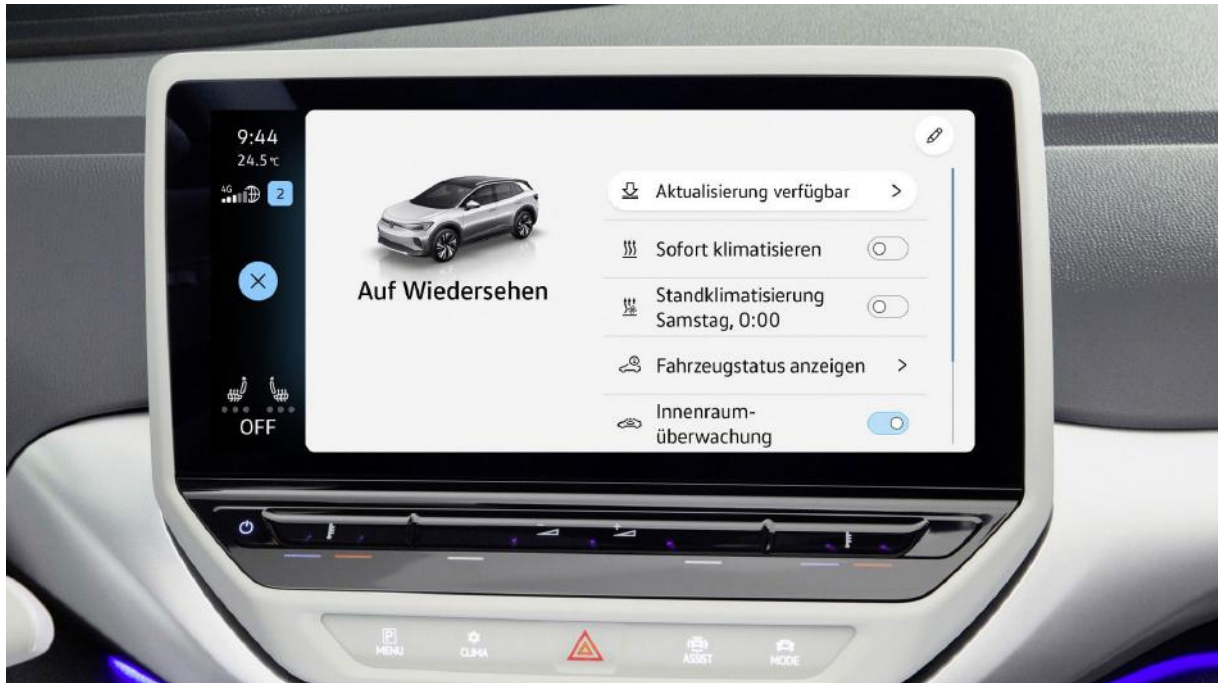 9:44
24.5 °C
4G
2
OFF
Auf Wiedersehen
Aktualisierung verfügbar
Sofort klimatisieren
Standklimatisierung
Samstag, 0:00
Fahrzeugstatus anzeigen
Innenraum-
überwachung
P
MENU
CLIMA
ASSIST
MODE